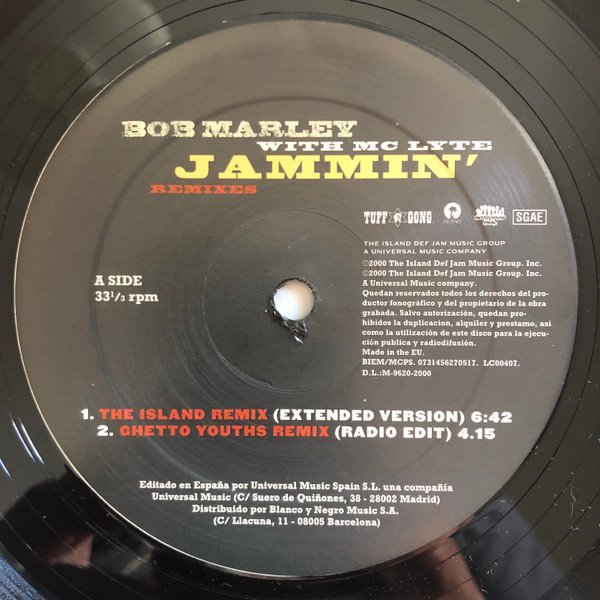 BOB MARLEY
WITH MC LYTE
JAMMIN'
REMIXES
TUFF GONG ISLAND SGAE
THE ISLAND DEF JAM MUSIC GROUP
A UNIVERSAL MUSIC COMPANY
A SIDE
33 1/3 rpm
℗2000 The Island Def Jam Music Group. Inc.
©2000 The Island Def Jam Music Group. Inc.
A Universal Music company.
Quedan reservados todos los derechos del pro-
ductor fonográfico y del propietario de la obra
grabada. Salvo autorización, quedan pro-
hibidos la duplicacion, alquiler y prestamo, así
como la utilización de este disco para la ejecu-
ción publica y radiodifusión.
Made in the EU.
BIEM/MCPS. 0731456270517. LC00407.
D.L.:M-9620-2000
1. THE ISLAND REMIX (EXTENDED VERSION) 6:42
2. GHETTO YOUTHS REMIX (RADIO EDIT) 4.15
Editado en España por Universal Music Spain S.L. una compañía
Universal Music (C/ Suero de Quiñones, 38 - 28002 Madrid)
Distribuido por Blanco y Negro Music S.A.
(C/ Llacuna, 11 - 08005 Barcelona)